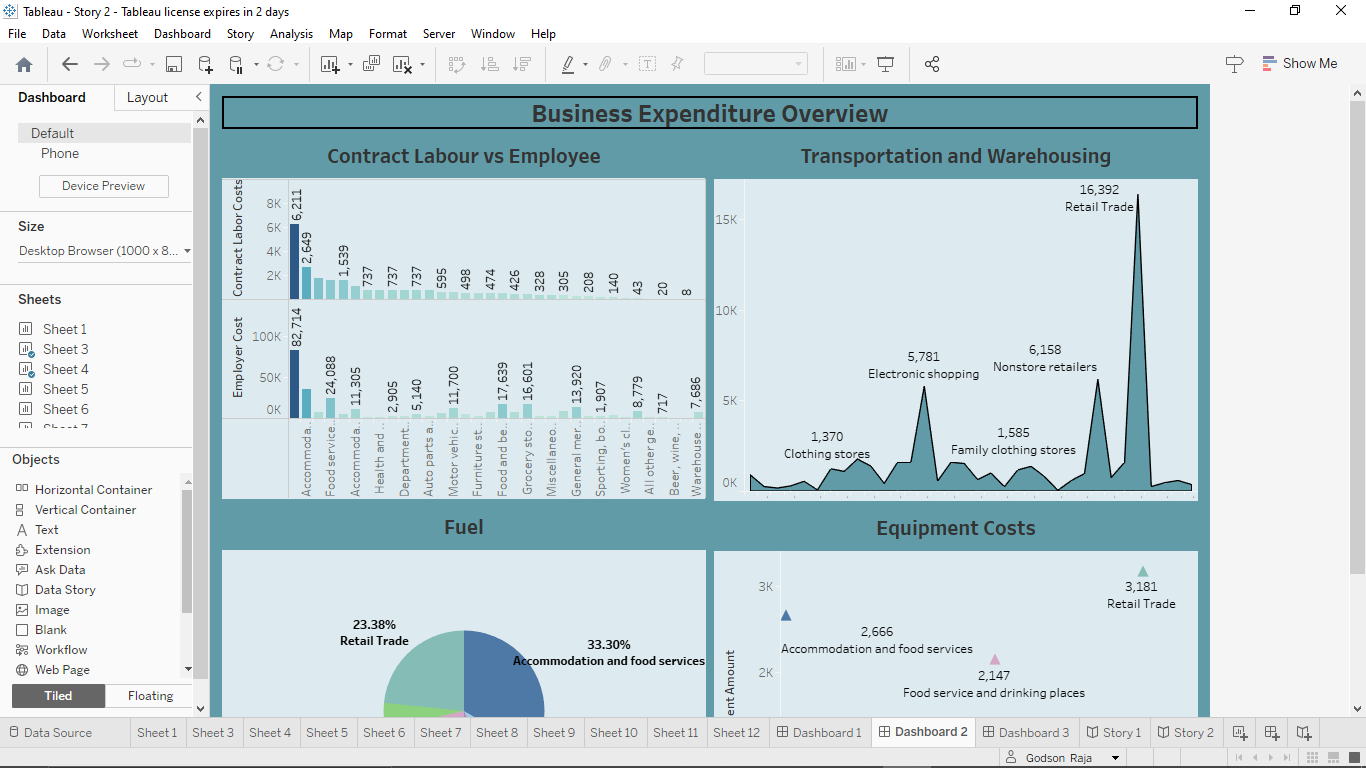 Tableau - Story 2 - Tableau license expires in 2 days
File Data Worksheet Dashboard Story Analysis Map Format Server Window Help
Show Me
Dashboard Layout
Default
Phone
Device Preview
Size
Desktop Browser (1000 x 8...
Sheets
Sheet 1
Sheet 3
Sheet 4
Sheet 5
Sheet 6
Objects
Horizontal Container
Vertical Container
Text
Extension
Ask Data
Data Story
Image
Blank
Workflow
Web Page
Tiled Floating
Business Expenditure Overview
Contract Labour vs Employee
Contract Labor Costs
8K
6K
4K
2K
6,211 2,649 1,539 737 737 737 595 498 474 426 328 305 208 140 43 20 8
Employer Cost
100K
50K
0K
82,714 24,088 11,305 2,905 5,140 11,700 17,639 16,601 13,920 1,907 8,779 717 7,686
Accommoda..
Food service..
Accommoda..
Health and ..
Department..
Auto parts a..
Motor vehic..
Furniture st..
Food and be..
Grocery sto..
Miscellaneo..
General mer..
Sporting, bo..
Women's cl..
All other ge..
Beer, wine, ..
Warehouse ..
Transportation and Warehousing
15K
10K
5K
0K
16,392
Retail Trade
5,781
Electronic shopping
6,158
Nonstore retailers
1,370
Clothing stores
1,585
Family clothing stores
Fuel
23.38%
Retail Trade
33.30%
Accommodation and food services
Equipment Costs
3K
2K
ent Amount
3,181
Retail Trade
2,666
Accommodation and food services
2,147
Food service and drinking places
Data Source Sheet 1 Sheet 3 Sheet 4 Sheet 5 Sheet 6 Sheet 7 Sheet 8 Sheet 9 Sheet 10 Sheet 11 Sheet 12 Dashboard 1 Dashboard 2 Dashboard 3 Story 1 Story 2
Godson Raja